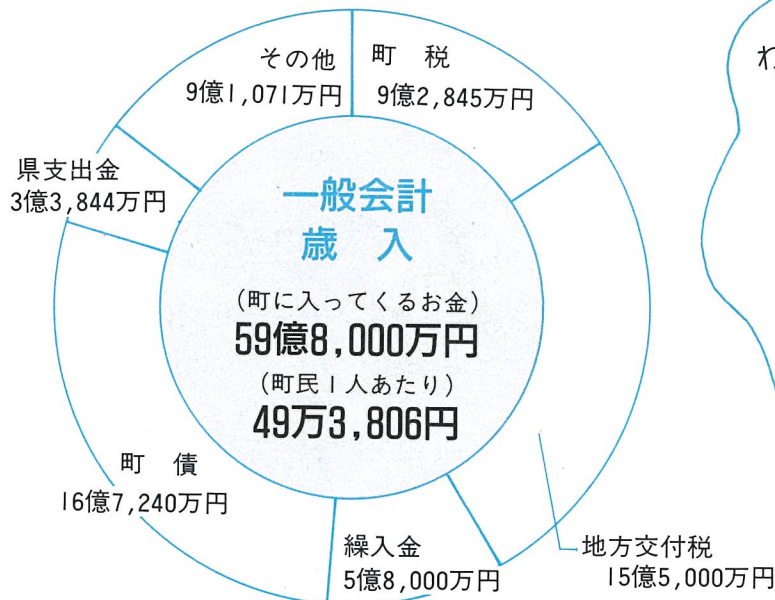 その他
9億1,071万円
町 税
9億2,845万円
県支出金
3億3,844万円
一般会計
歳 入
(町に入ってくるお金)
59億8,000万円
(町民1人あたり)
49万3,806円
町 債
16億7,240万円
繰入金
5億8,000万円
地方交付税
15億5,000万円
わ